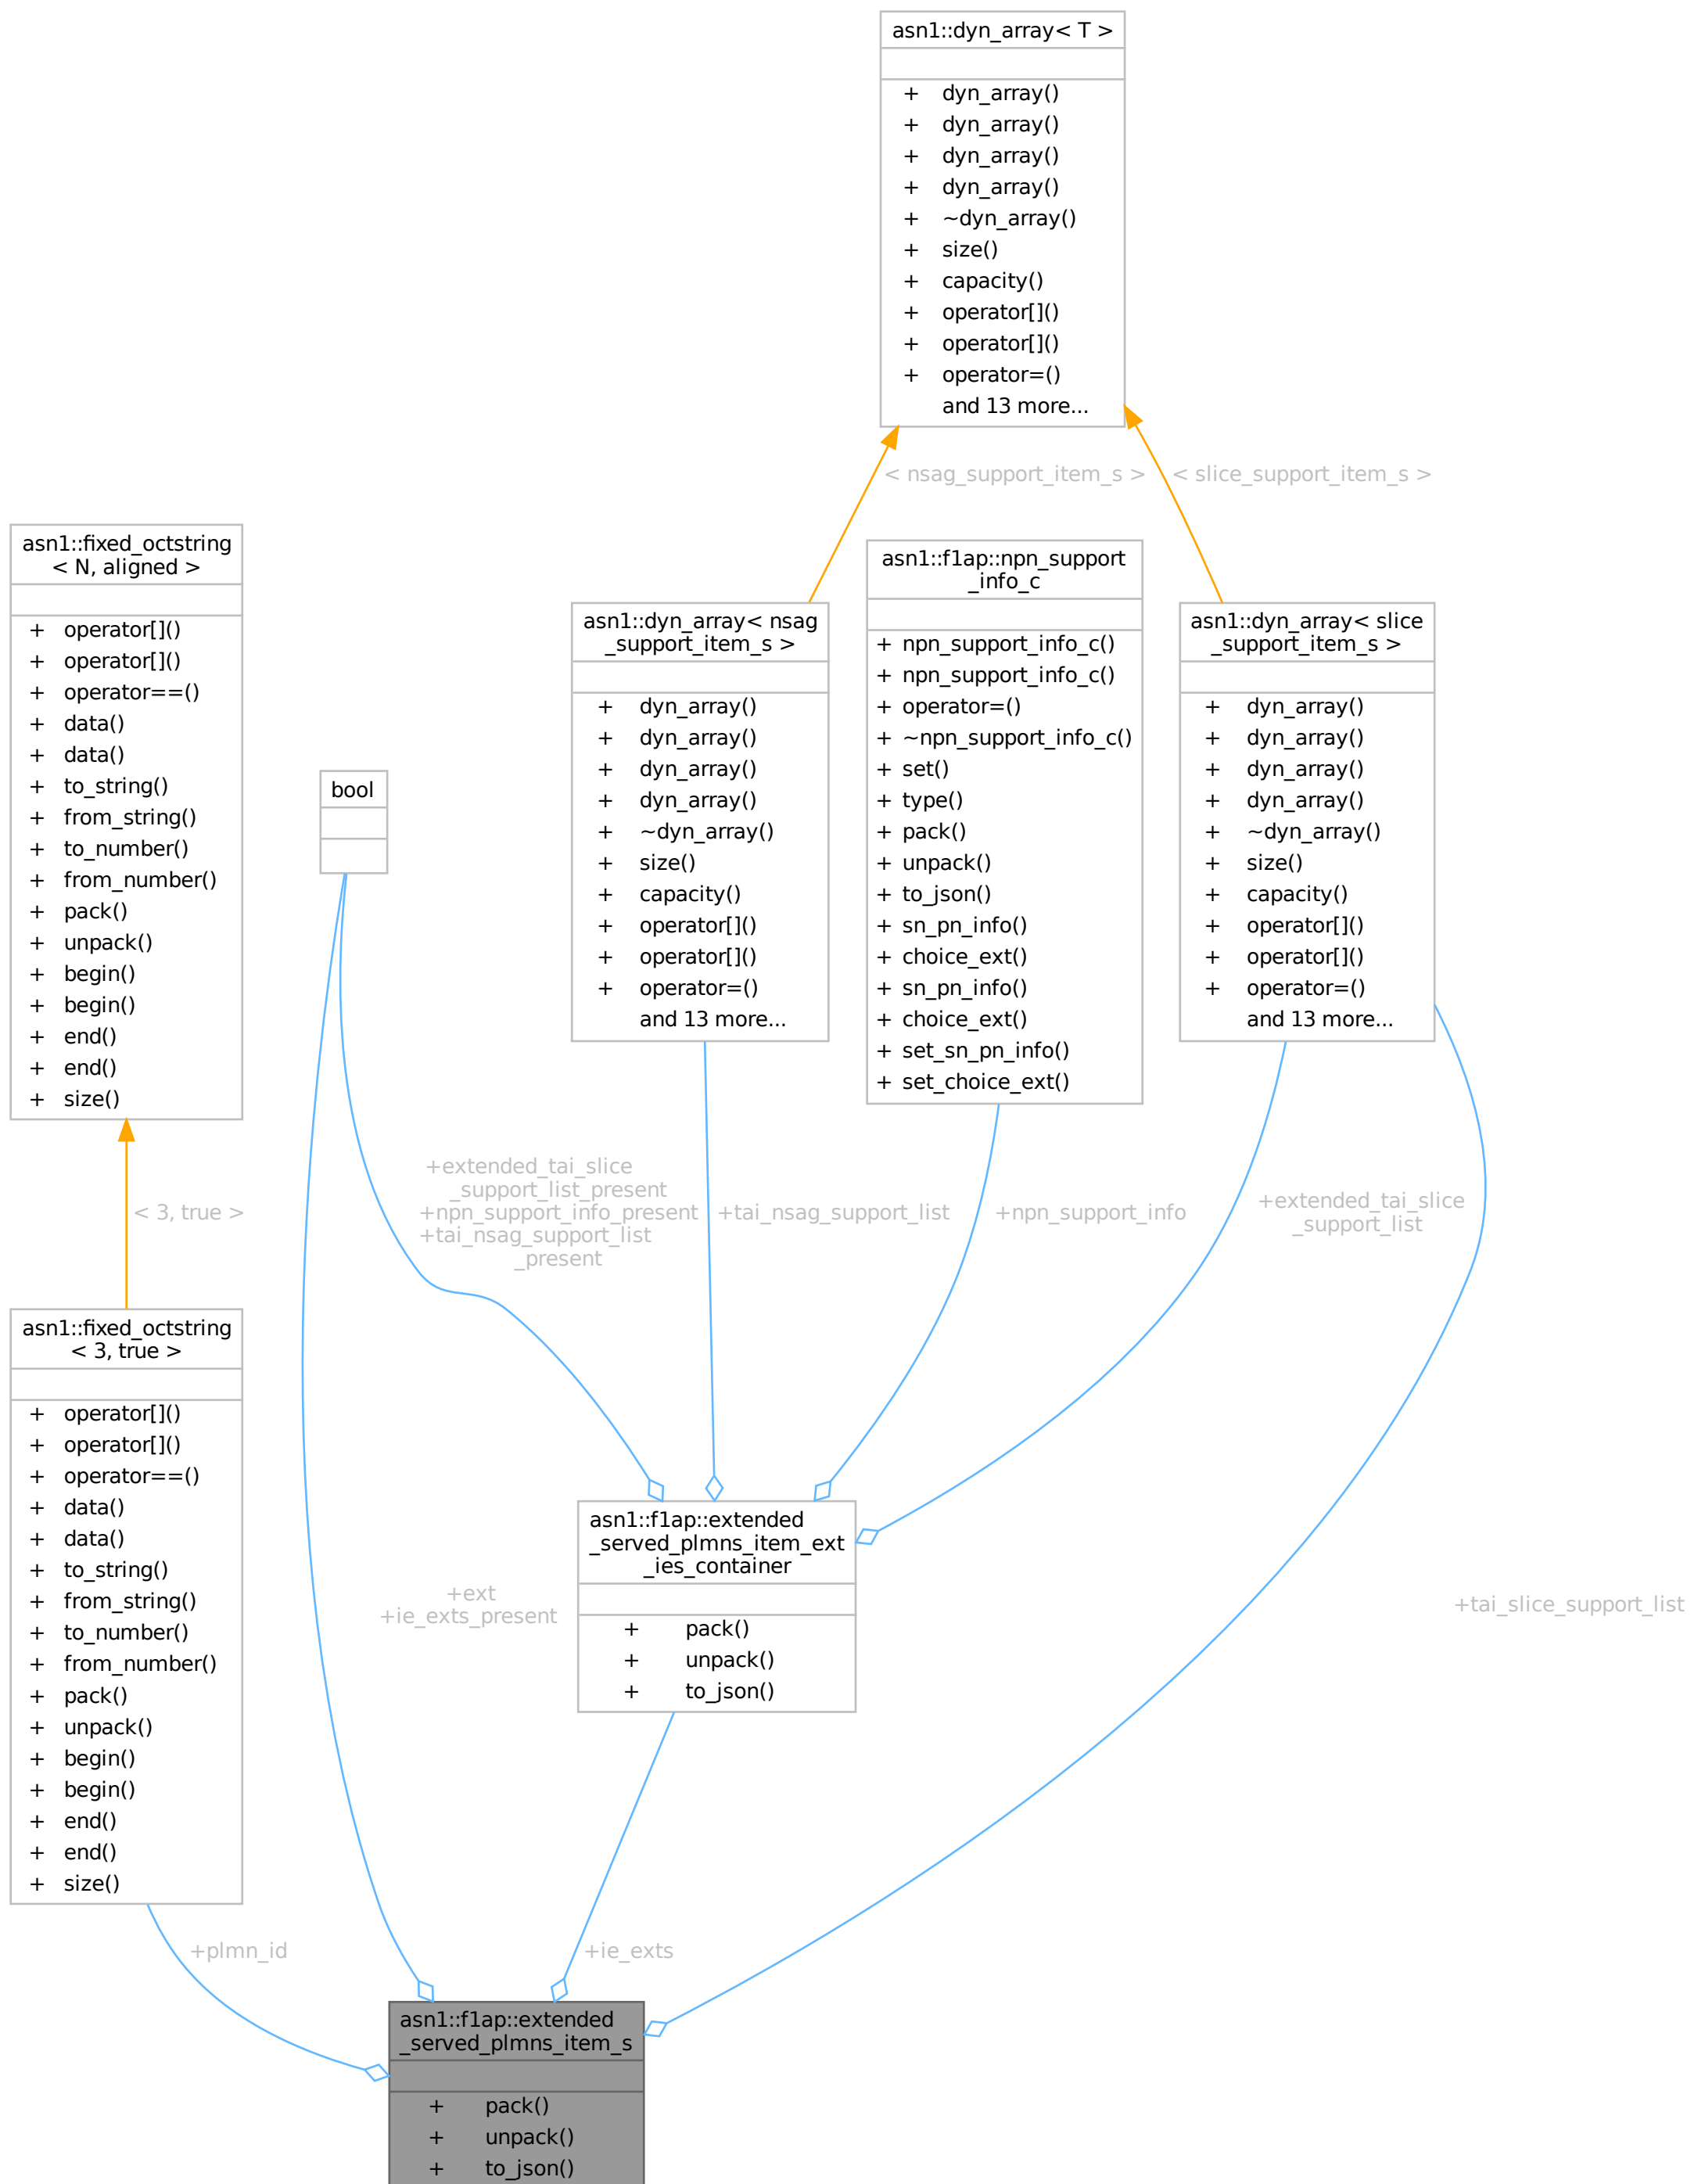 asn1::dyn_array< T >
+ dyn_array()
+ dyn_array()
+ dyn_array()
+ dyn_array()
+ ~dyn_array()
+ size()
+ capacity()
+ operator[]()
+ operator[]()
+ operator=()
and 13 more...
< nsag_support_item_s >
< slice_support_item_s >
asn1::fixed_octstring
< N, aligned >
+ operator[]()
+ operator[]()
+ operator==()
+ data()
+ data()
+ to_string()
+ from_string()
+ to_number()
+ from_number()
+ pack()
+ unpack()
+ begin()
+ begin()
+ end()
+ end()
+ size()
bool
asn1::dyn_array< nsag
_support_item_s >
+ dyn_array()
+ dyn_array()
+ dyn_array()
+ dyn_array()
+ ~dyn_array()
+ size()
+ capacity()
+ operator[]()
+ operator[]()
+ operator=()
and 13 more...
asn1::f1ap::npn_support
_info_c
+ npn_support_info_c()
+ npn_support_info_c()
+ operator=()
+ ~npn_support_info_c()
+ set()
+ type()
+ pack()
+ unpack()
+ to_json()
+ sn_pn_info()
+ choice_ext()
+ sn_pn_info()
+ choice_ext()
+ set_sn_pn_info()
+ set_choice_ext()
asn1::dyn_array< slice
_support_item_s >
+ dyn_array()
+ dyn_array()
+ dyn_array()
+ dyn_array()
+ ~dyn_array()
+ size()
+ capacity()
+ operator[]()
+ operator[]()
+ operator=()
and 13 more...
< 3, true >
+extended_tai_slice
_support_list_present
+npn_support_info_present
+tai_nsag_support_list
_present
+tai_nsag_support_list
+npn_support_info
+extended_tai_slice
_support_list
asn1::fixed_octstring
< 3, true >
+ operator[]()
+ operator[]()
+ operator==()
+ data()
+ data()
+ to_string()
+ from_string()
+ to_number()
+ from_number()
+ pack()
+ unpack()
+ begin()
+ begin()
+ end()
+ end()
+ size()
+ext
+ie_exts_present
asn1::f1ap::extended
_served_plmns_item_ext
_ies_container
+ pack()
+ unpack()
+ to_json()
+tai_slice_support_list
+plmn_id
+ie_exts
asn1::f1ap::extended
_served_plmns_item_s
+ pack()
+ unpack()
+ to_json()